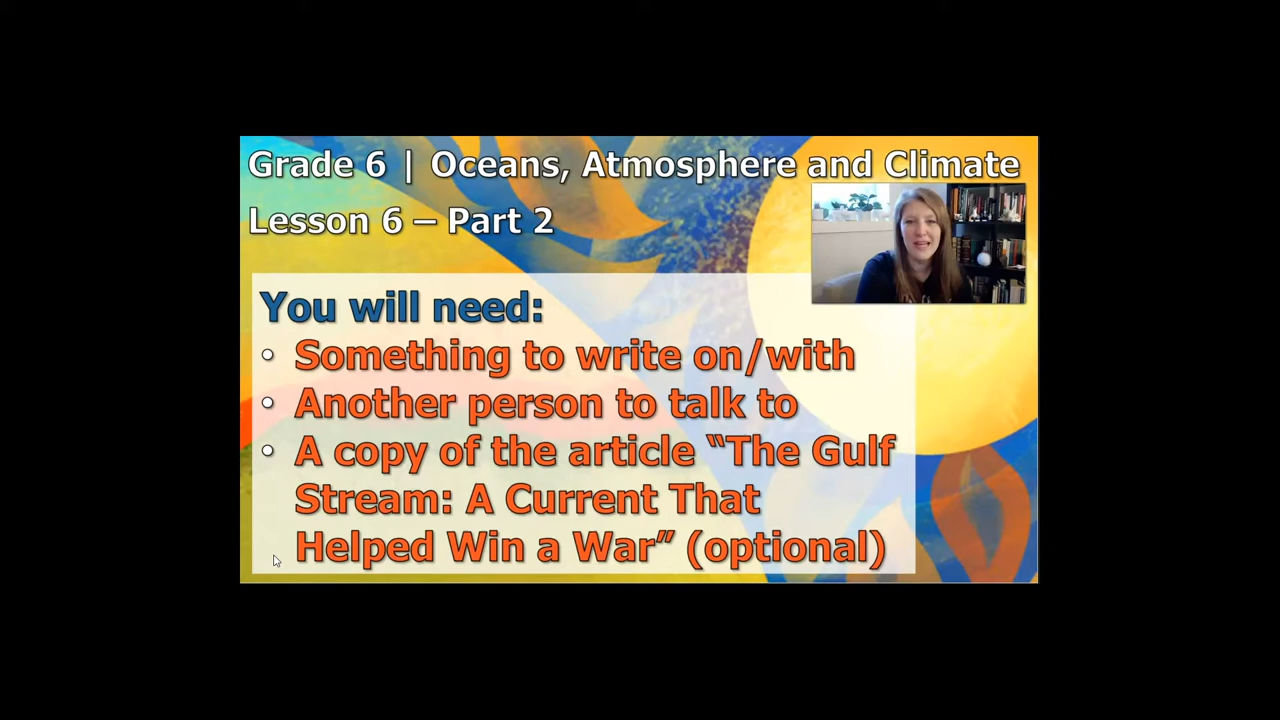 Grade 6 | Oceans, Atmosphere and Climate
Lesson 6 – Part 2
You will need:
• Something to write on/with
• Another person to talk to
• A copy of the article “The Gulf
Stream: A Current That
Helped Win a War” (optional)